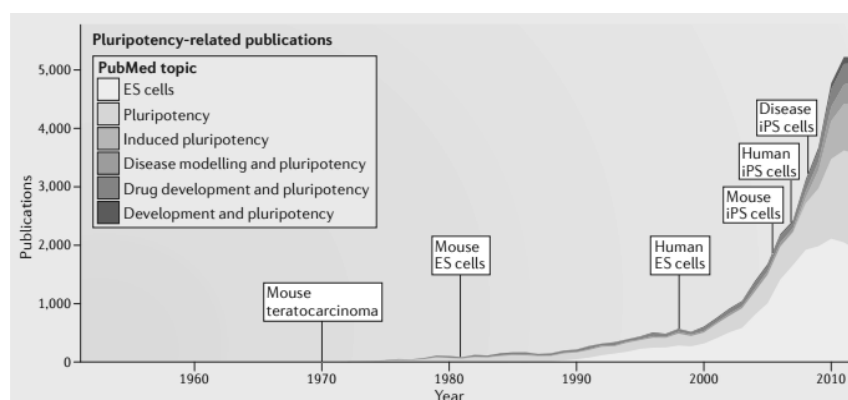 Pluripotency-related publications
PubMed topic
ES cells
Pluripotency
Induced pluripotency
Disease modelling and pluripotency
Drug development and pluripotency
Development and pluripotency
Publications
5,000
4,000
3,000
2,000
1,000
0
Mouse
teratocarcinoma
Mouse
ES cells
Human
ES cells
Mouse
iPS cells
Human
iPS cells
Disease
iPS cells
1960
1970
1980
1990
2000
2010
Year